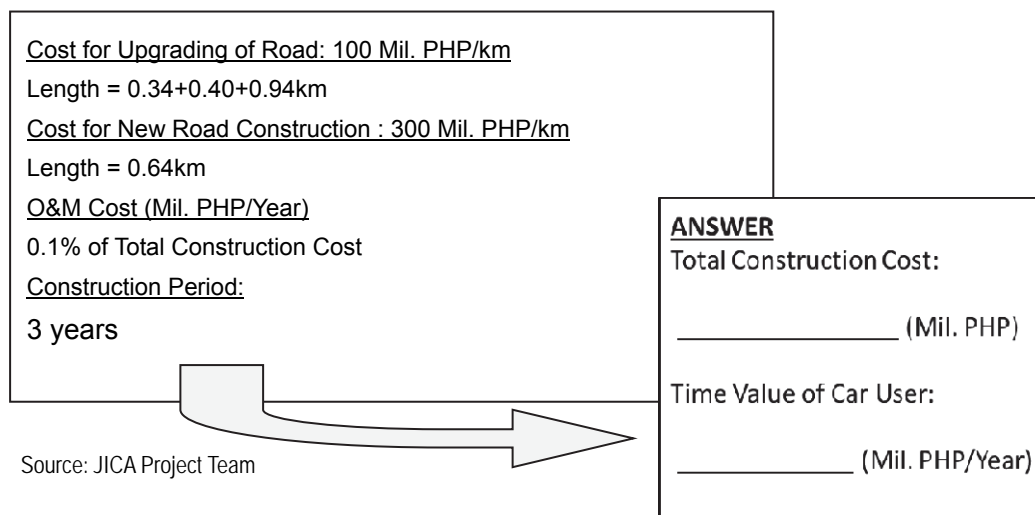 Cost for Upgrading of Road: 100 Mil. PHP/km
Length = 0.34+0.40+0.94km
Cost for New Road Construction : 300 Mil. PHP/km
Length = 0.64km
O&M Cost (Mil. PHP/Year)
0.1% of Total Construction Cost
Construction Period:
3 years
Source: JICA Project Team
ANSWER
Total Construction Cost:
_______________ (Mil. PHP)
Time Value of Car User:
____________ (Mil. PHP/Year)